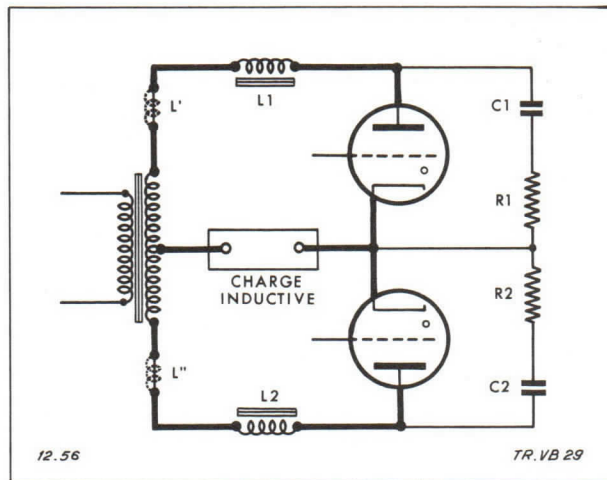 L1
L'
C1
R1
CHARGE
INDUCTIVE
R2
L"
L2
C2
12.56
TR.VB 29